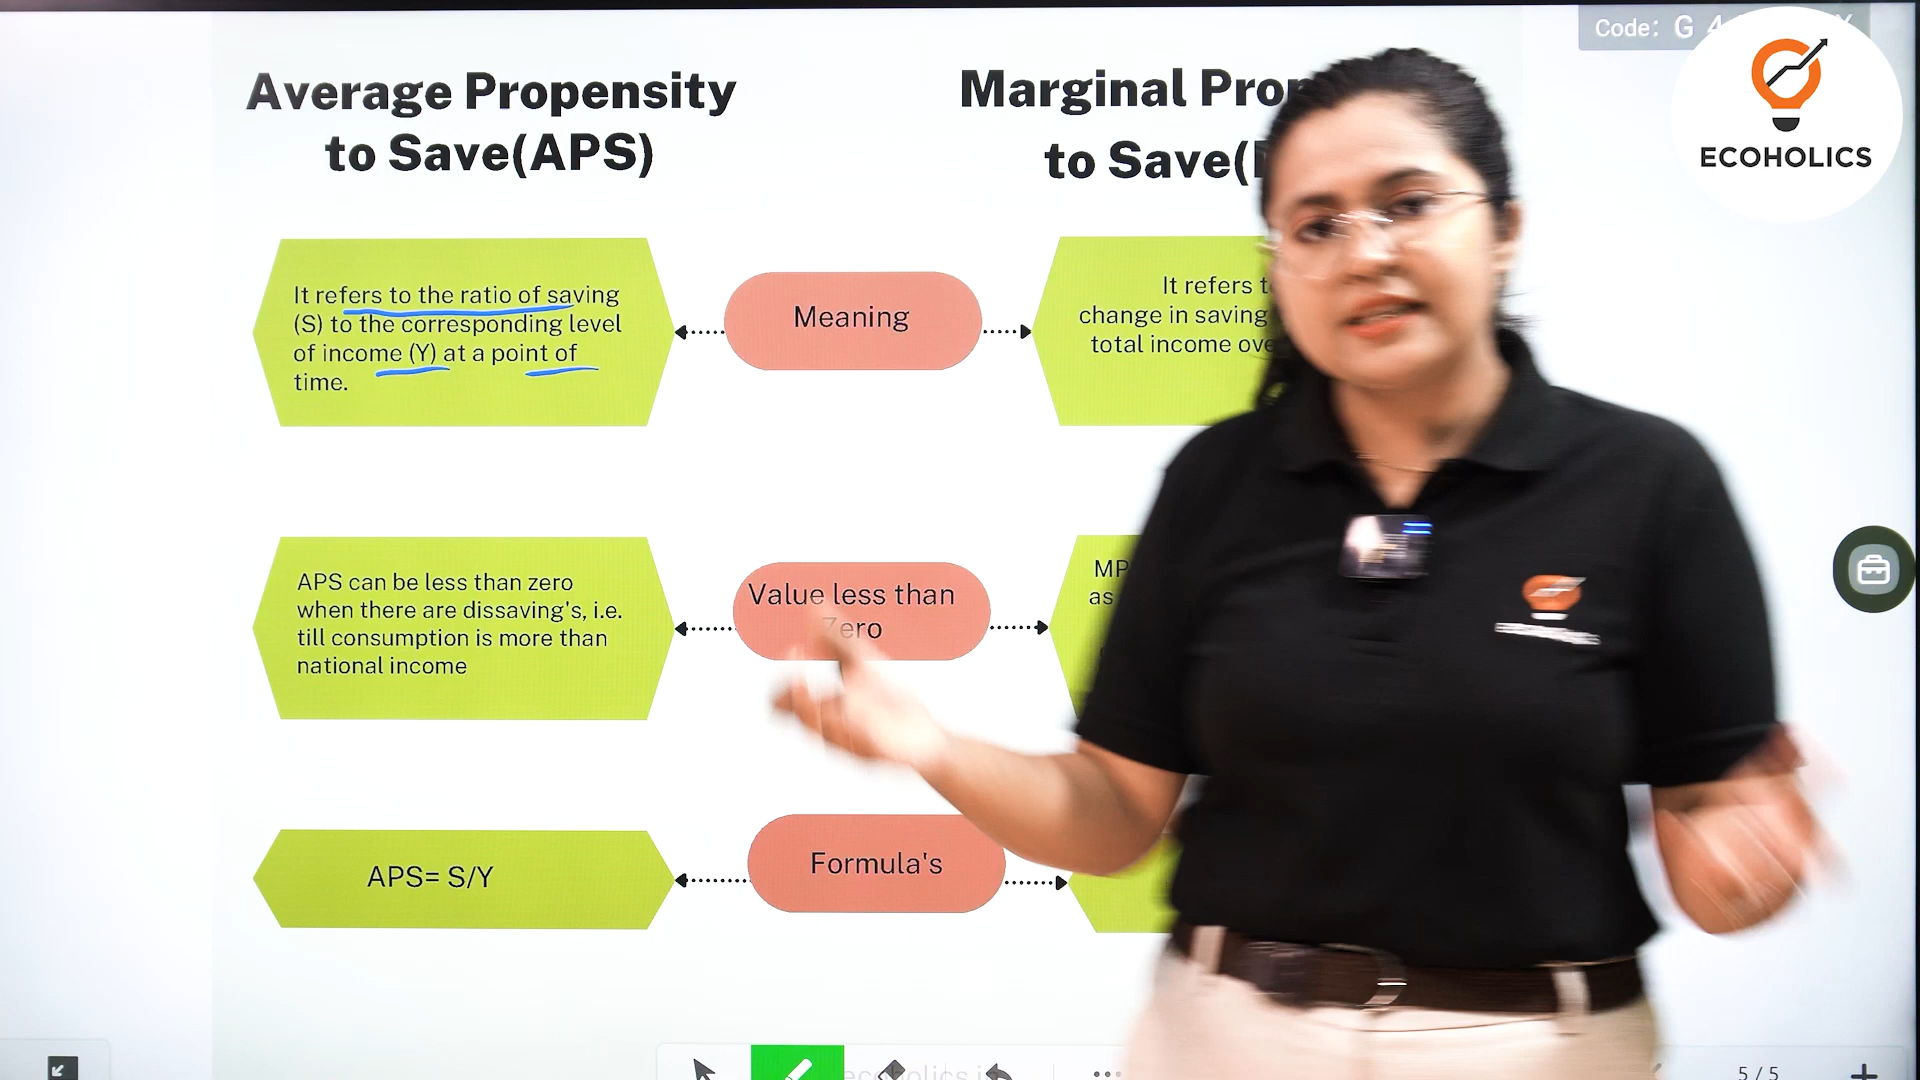 Code: G 4
ECOHOLICS
Average Propensity
to Save(APS)
Marginal
to Save(
It refers to the ratio of saving
(S) to the corresponding level
of income (Y) at a point of
time.
Meaning
It refers
change in saving
total income
APS can be less than zero
when there are dissaving's, i.e.
till consumption is more than
national income
Value less than
Zero
as
APS= S/Y
Formula's
5/5